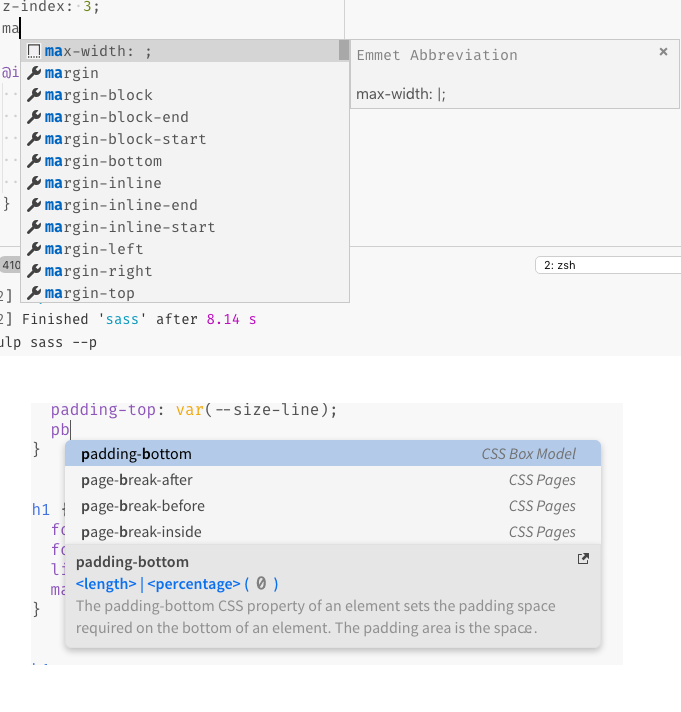 z-index: 3;
ma
max-width: ;
Emmet Abbreviation ×
@i
margin
max-width: |;
margin-block
margin-block-end
margin-block-start
margin-bottom
margin-inline
margin-inline-end
}
margin-inline-start
margin-left
410
2: zsh
margin-right
margin-top
2] Finished 'sass' after 8.14 s
ulp sass --p
padding-top: var(--size-line);
pb
}
padding-bottom CSS Box Model
page-break-after CSS Pages
page-break-before CSS Pages
h1 {
page-break-inside CSS Pages
fo
fo
padding-bottom
li
<length> | <percentage> ( 0 )
ma
The padding-bottom CSS property of an element sets the padding space
}
required on the bottom of an element. The padding area is the space..